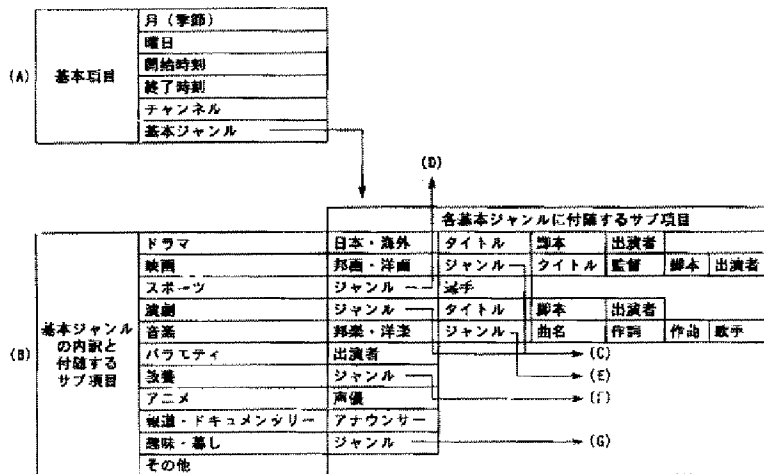 月（季節）
曜日
開始時刻
(A) 基本項目 終了時刻
チャンネル
基本ジャンル
(D)
各基本ジャンルに付随するサブ項目
ドラマ 日本・海外 タイトル 脚本 出演者
映画 邦画・洋画 ジャンル タイトル 監督 脚本 出演者
スポーツ ジャンル 選手
演劇 ジャンル タイトル 脚本 出演者
音楽 邦楽・洋楽 ジャンル 曲名 作詞 作曲 歌手
(B) 基本ジャンルの内訳と付随するサブ項目
バラエティ 出演者 (C)
教養 ジャンル (E)
アニメ 声優 (F)
報道・ドキュメンタリー アナウンサー
趣味・暮し ジャンル (G)
その他